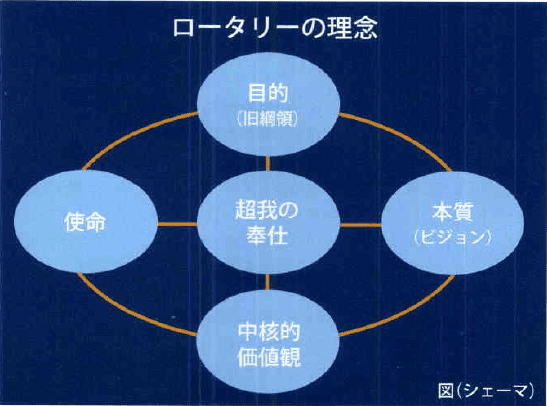 ロータリーの理念
目的
(旧綱領)
使命
超我の
奉仕
本質
(ビジョン)
中核的
価値観
図(シェーマ)